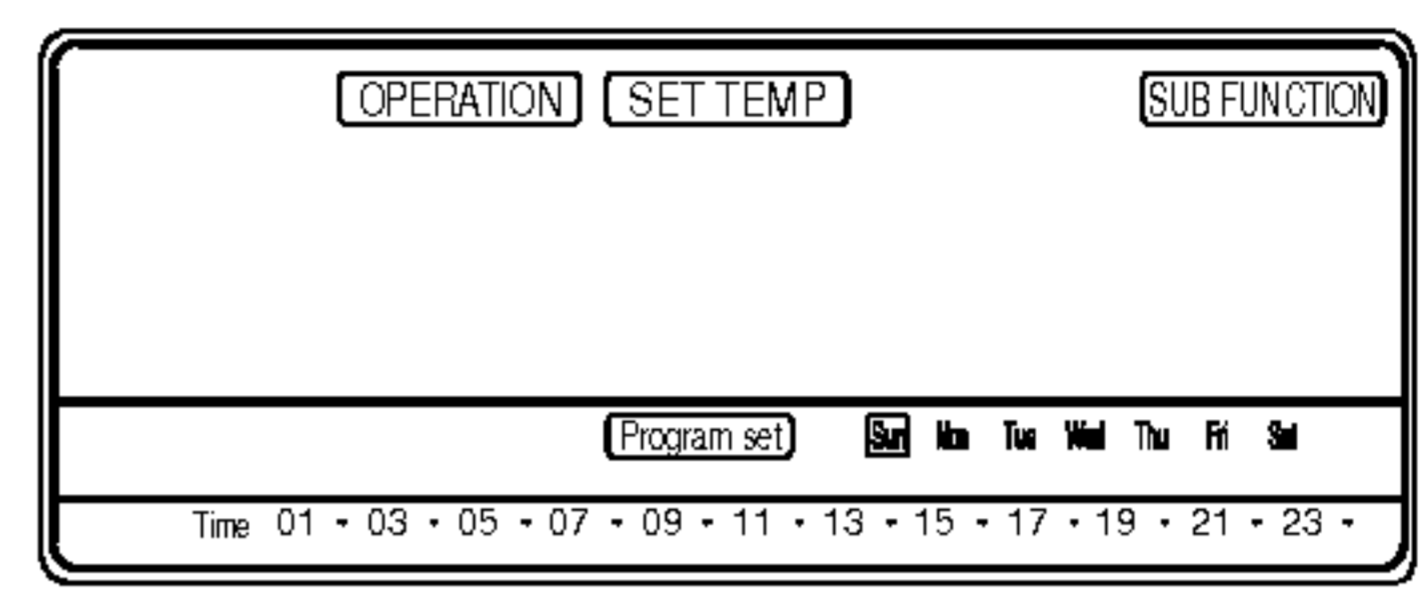 OPERATION SET TEMP SUB FUNCTION
Program set Sun Mon Tue Wed Thu Fri Sat
Time 01 - 03 - 05 - 07 - 09 - 11 - 13 - 15 - 17 - 19 - 21 - 23 -